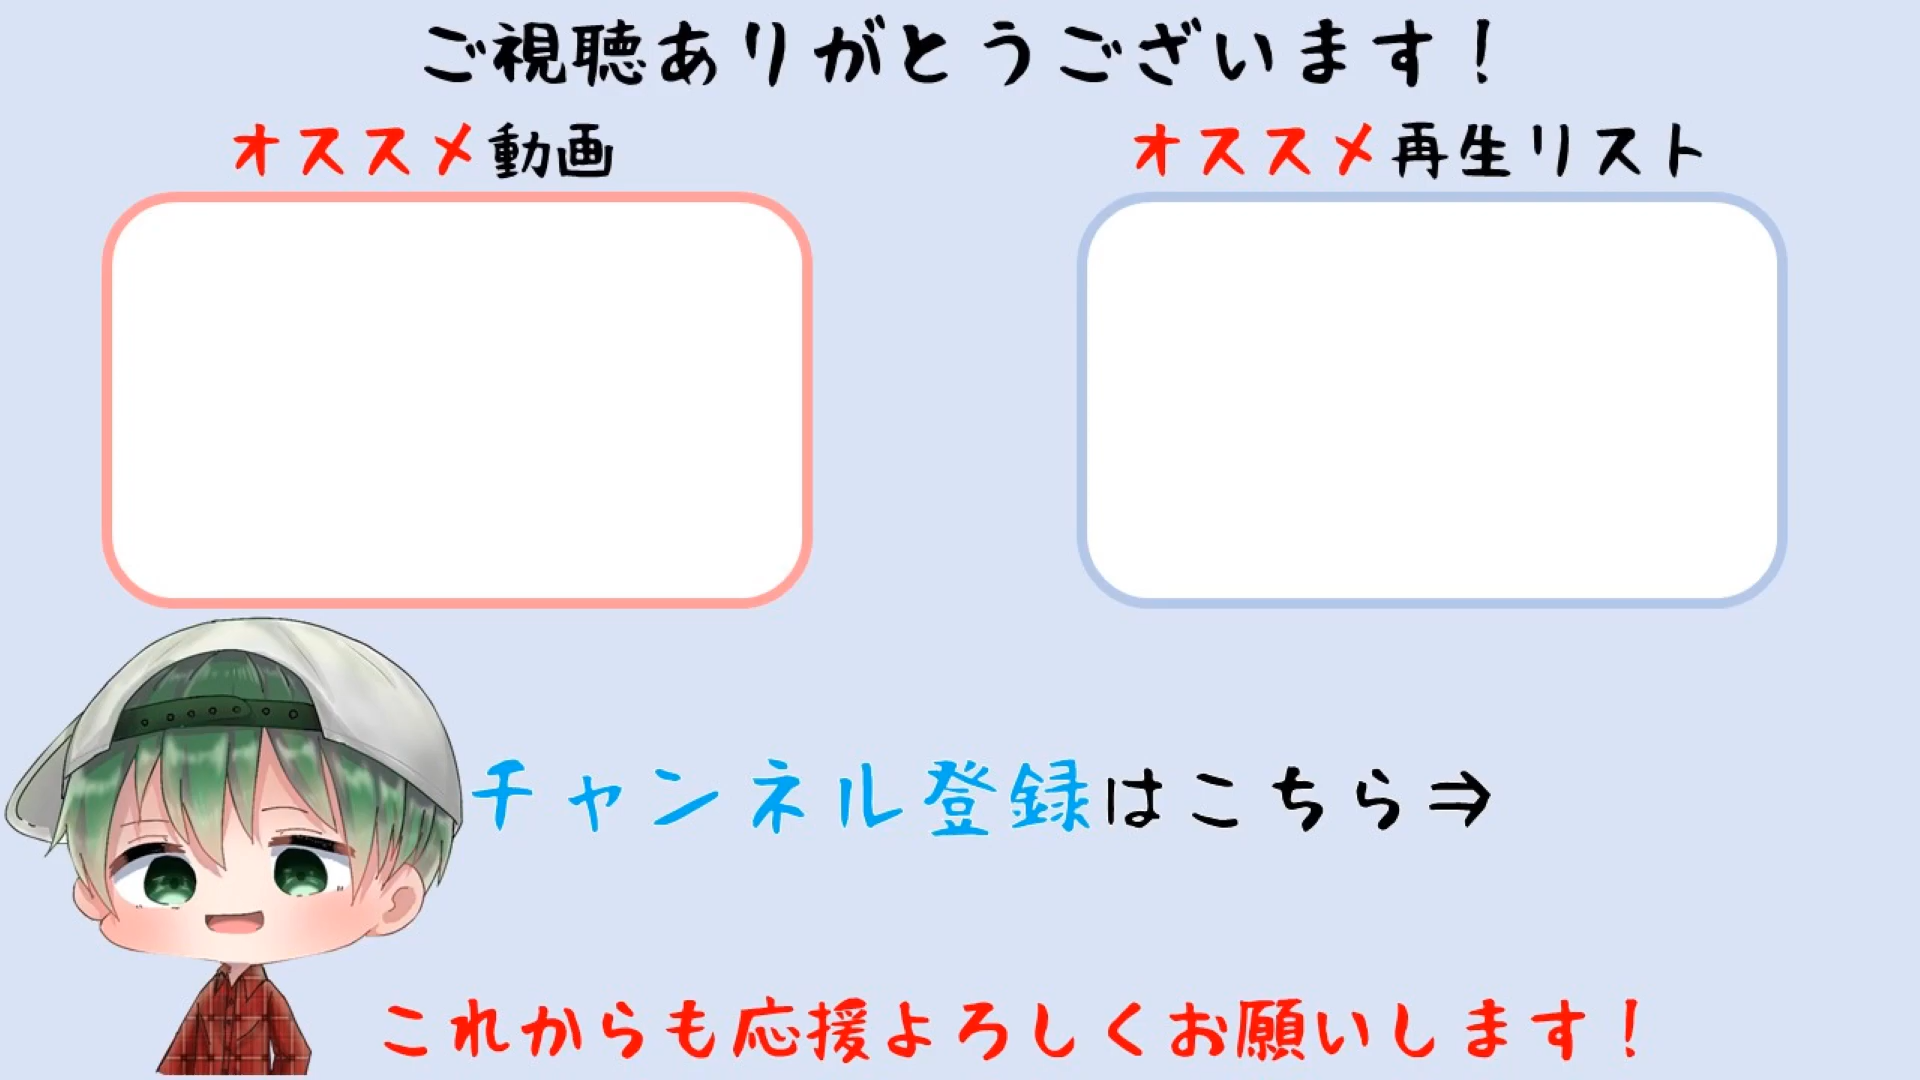 ご視聴ありがとうございます！
オススメ動画
オススメ再生リスト
チャンネル登録はこちら⇒
これからも応援よろしくお願いします！